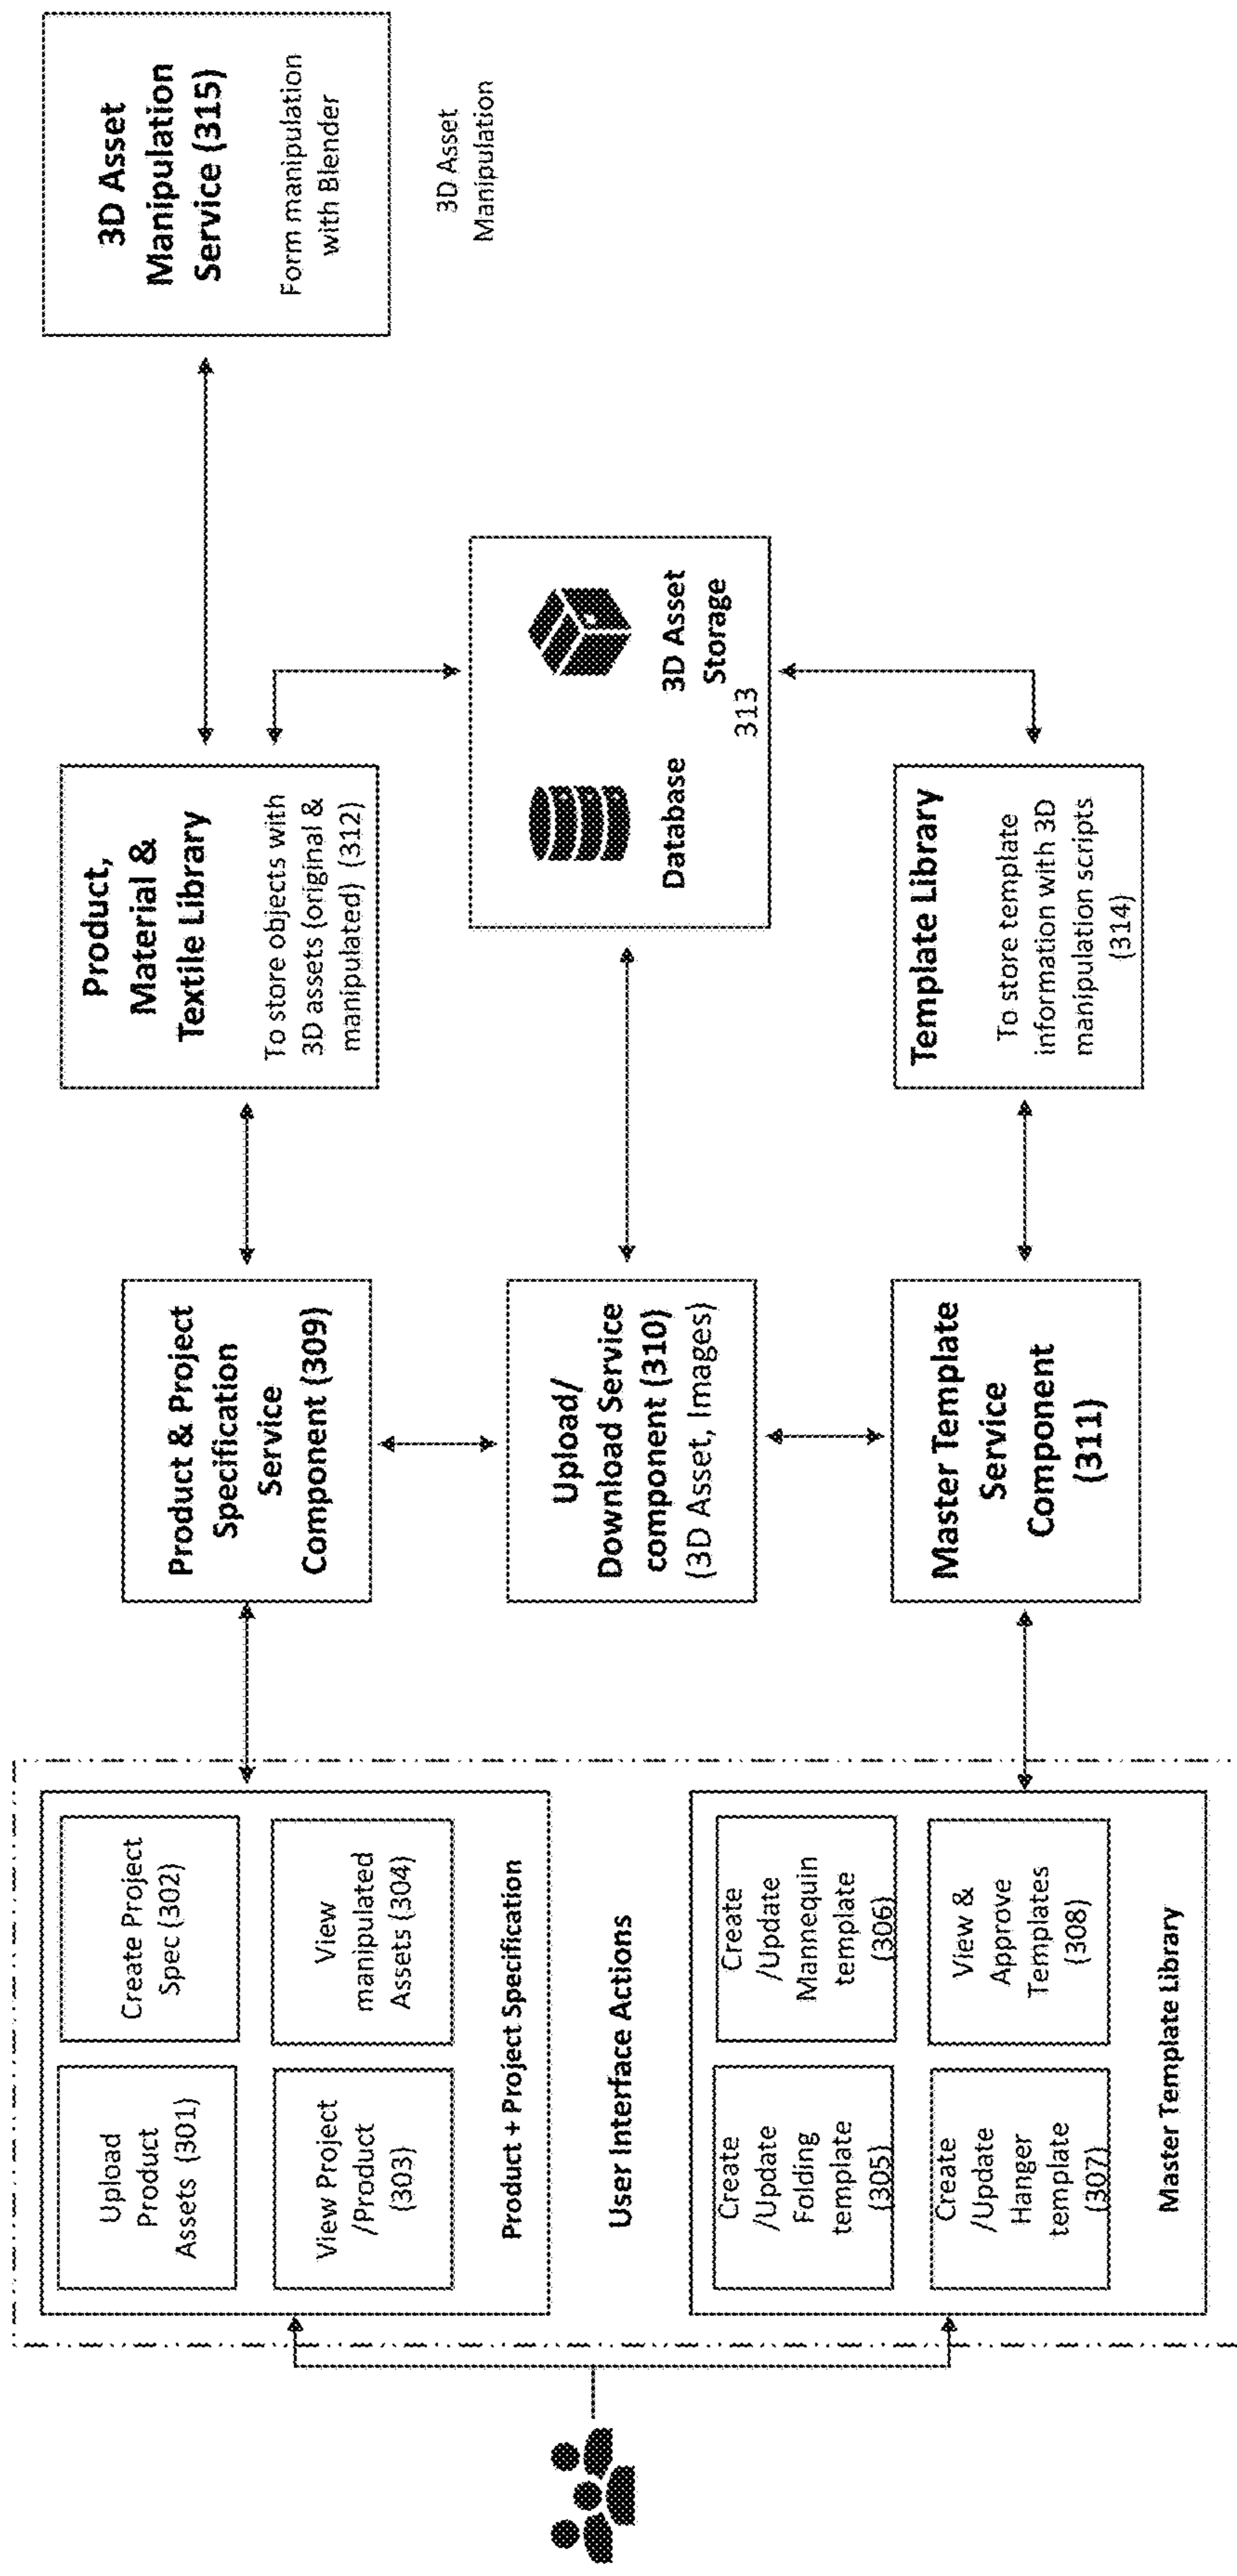 Upload
Product
Assets (301)
Create Project
Spec (302)
View Project
/Product
(303)
View
manipulated
Assets (304)
Product + Project Specification
User Interface Actions
Create
/Update
Folding
template
(305)
Create
/Update
Mannequin
template
(306)
Create
/Update
Hanger
template
(307)
View &
Approve
Templates
(308)
Master Template Library
Product & Project
Specification
Service
Component (309)
Upload/
Download Service
component (310)
(3D Asset, Images)
Master Template
Service
Component
(311)
Product,
Material &
Textile Library
To store objects with
3D assets (original &
manipulated) (312)
Database
3D Asset
Storage
313
Template Library
To store template
information with 3D
manipulation scripts
(314)
3D Asset
Manipulation
Service (315)
Form manipulation
with Blender
3D Asset
Manipulation